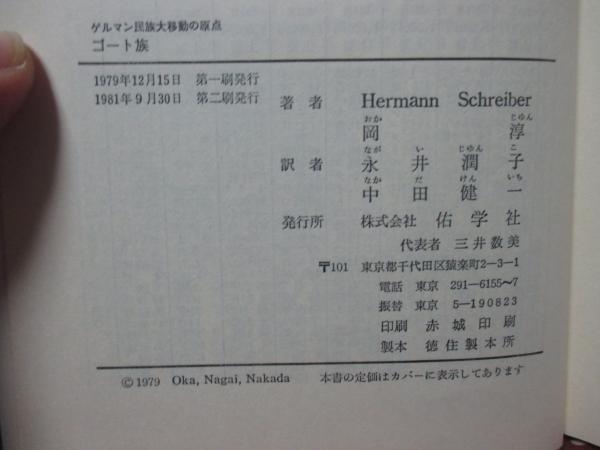 ゲルマン民族大移動の原点
ゴート族
1979年12月15日 第一刷発行
1981年9月30日 第二刷発行
著者 Hermann Schreiber
おか じゅん
岡 淳
なが い じゅん こ
訳者 永井潤子
なか だ けん いち
中田健一
発行所 株式会社 佑学社
代表者 三井数美
〒101 東京都千代田区猿楽町2-3-1
電話 東京 291-6155〜7
振替 東京 5-190823
印刷 赤城印刷
製本 徳住製本所
©1979 Oka, Nagai, Nakada 本書の定価はカバーに表示してあります